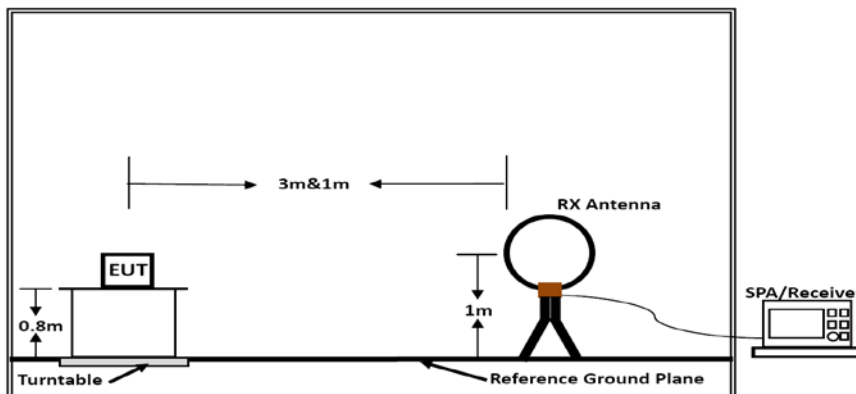 3m&1m
RX Antenna
EUT
SPA/Receive
0.8m
1m
Turntable
Reference Ground Plane